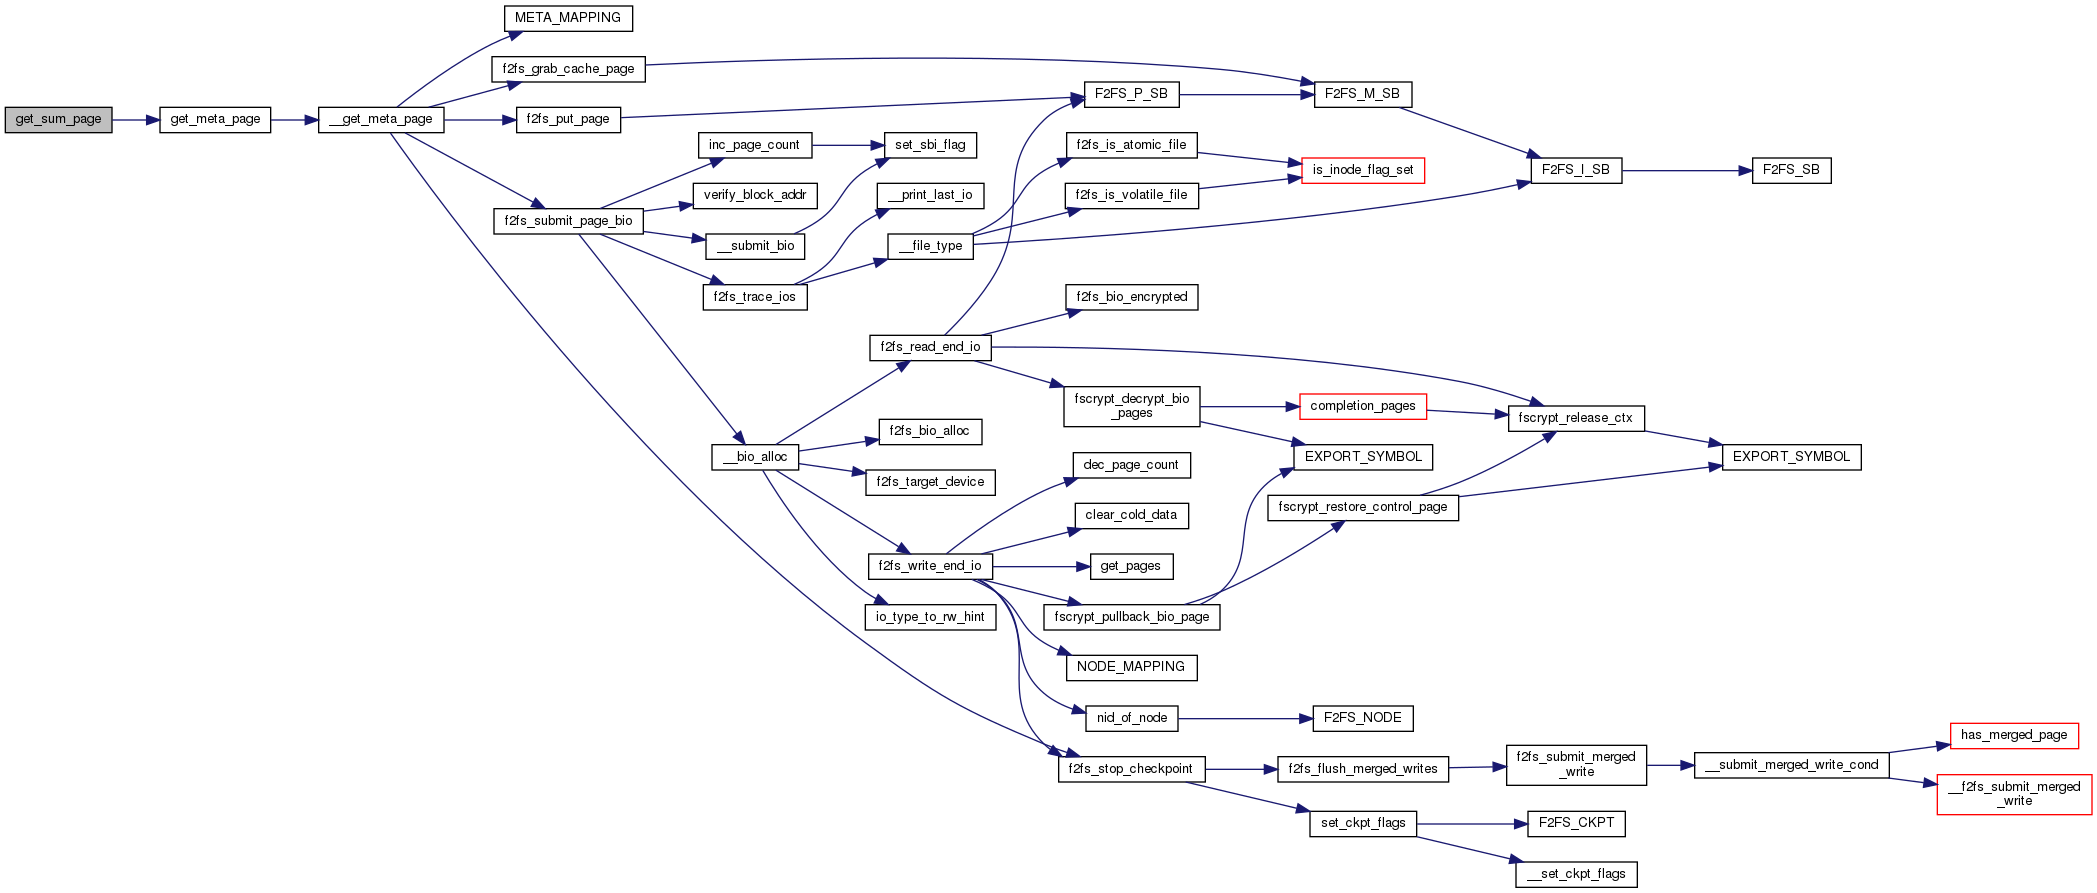 META_MAPPING
f2fs_grab_cache_page
get_sum_page
get_meta_page
__get_meta_page
f2fs_put_page
F2FS_P_SB
F2FS_M_SB
inc_page_count
set_sbi_flag
f2fs_is_atomic_file
is_inode_flag_set
F2FS_I_SB
F2FS_SB
verify_block_addr
__print_last_io
f2fs_is_volatile_file
f2fs_submit_page_bio
__submit_bio
__file_type
f2fs_trace_ios
f2fs_bio_encrypted
f2fs_read_end_io
fscrypt_decrypt_bio
_pages
completion_pages
fscrypt_release_ctx
f2fs_bio_alloc
__bio_alloc
EXPORT_SYMBOL
EXPORT_SYMBOL
dec_page_count
f2fs_target_device
clear_cold_data
fscrypt_restore_control_page
f2fs_write_end_io
get_pages
io_type_to_rw_hint
fscrypt_pullback_bio_page
NODE_MAPPING
nid_of_node
F2FS_NODE
has_merged_page
f2fs_stop_checkpoint
f2fs_flush_merged_writes
f2fs_submit_merged
_write
__submit_merged_write_cond
__f2fs_submit_merged
_write
set_ckpt_flags
F2FS_CKPT
__set_ckpt_flags